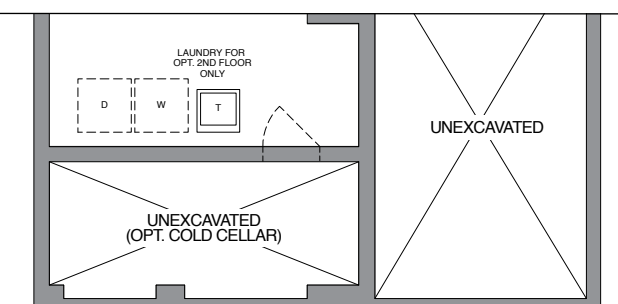 LAUNDRY FOR
OPT. 2ND FLOOR
ONLY
D
W
T
UNEXCAVATED
UNEXCAVATED
(OPT. COLD CELLAR)